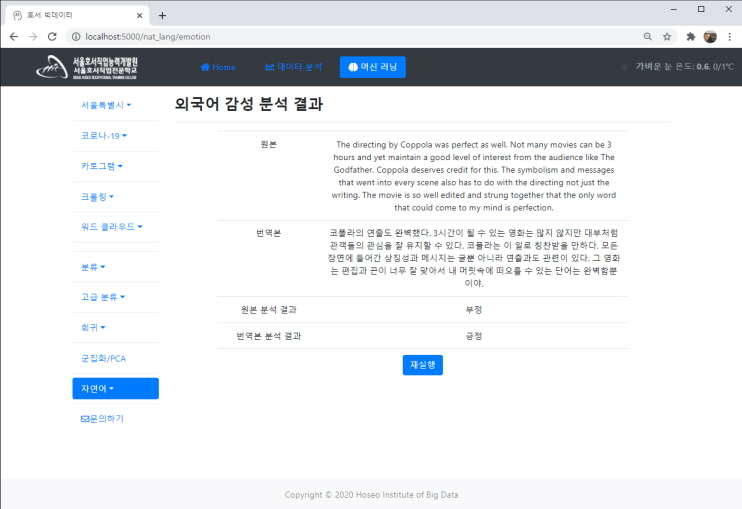 호서 빅데이터
localhost:5000/nat_lang/emotion
서울호서직업능력개발원
서울호서직업전문학교
Home
데이터 분석
머신 러닝
가벼운 눈 온도: 0.6, 0/1℃
서울특별시
코로나-19
카토그램
크롤링
워드 클라우드
분류
고급 분류
회귀
군집화/PCA
자연어
문의하기
외국어 감성 분석 결과
원본
The directing by Coppola was perfect as well. Not many movies can be 3
hours and yet maintain a good level of interest from the audience like The
Godfather. Coppola deserves credit for this. The symbolism and messages
that went into every scene also has to do with the directing not just the
writing. The movie is so well edited and strung together that the only word
that could come to my mind is perfection.
번역본
코폴라의 연출도 완벽했다. 3시간이 될 수 있는 영화는 많지 않지만 대부처럼
관객들의 관심을 잘 유지할 수 있다. 코폴라는 이 일로 칭찬받을 만하다. 모든
장면에 들어간 상징성과 메시지는 글뿐 아니라 연출과도 관련이 있다. 그 영화
는 편집과 끈이 너무 잘 맞아서 내 머릿속에 떠오를 수 있는 단어는 완벽함뿐
이야.
원본 분석 결과
부정
번역본 분석 결과
긍정
재실행
Copyright © 2020 Hoseo Institute of Big Data